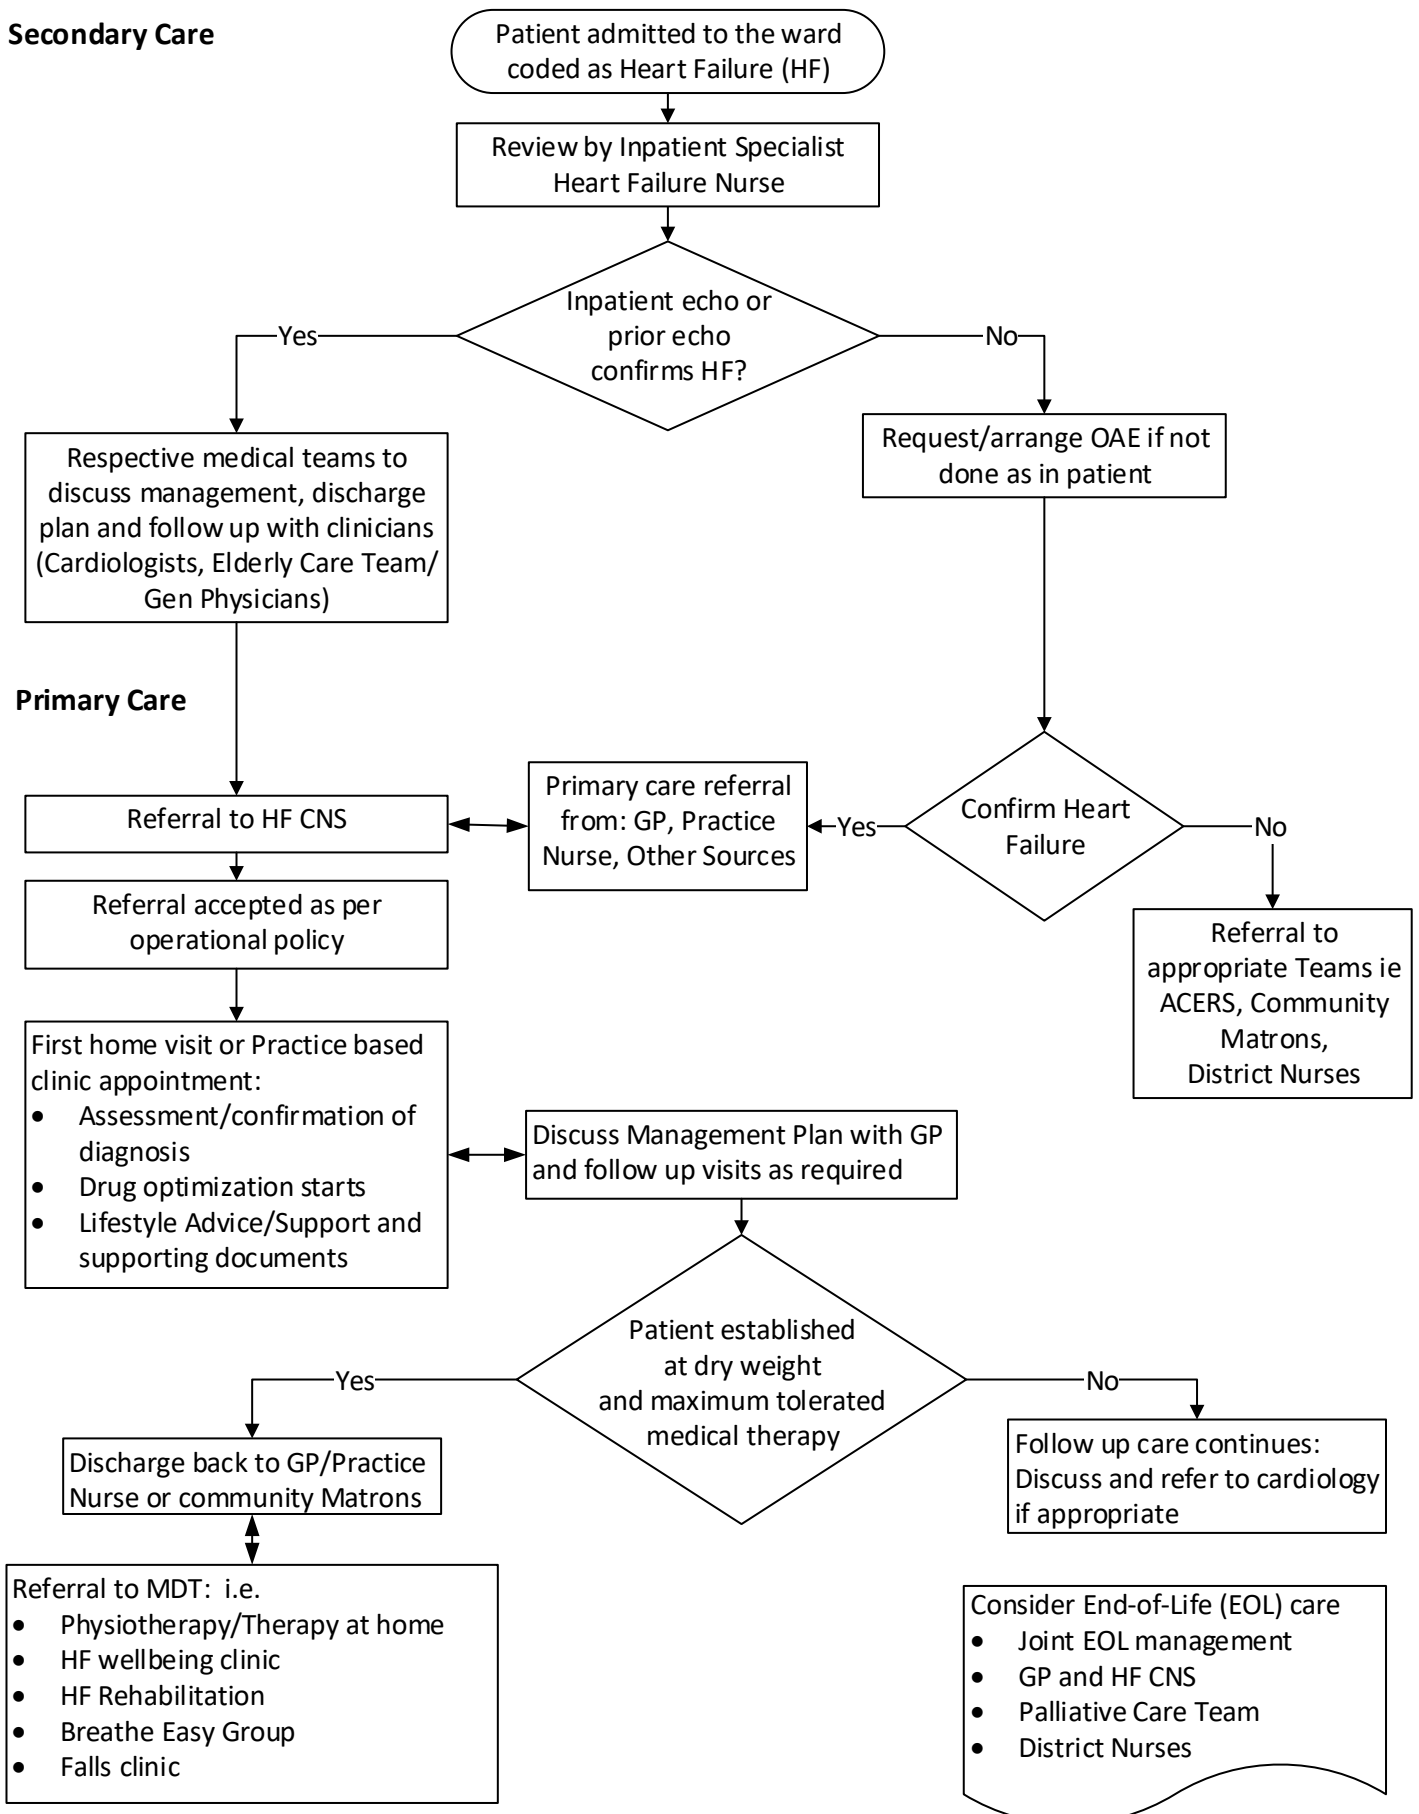 Secondary Care
Patient admitted to the ward
coded as Heart Failure (HF)
Review by Inpatient Specialist
Heart Failure Nurse
Inpatient echo or
prior echo
confirms HF?
Yes
No
Respective medical teams to
discuss management, discharge
plan and follow up with clinicians
(Cardiologists, Elderly Care Team/
Gen Physicians)
Request/arrange OAE if not
done as in patient
Primary Care
Referral to HF CNS
Primary care referral
from: GP, Practice
Nurse, Other Sources
Yes
Confirm Heart
Failure
No
Referral accepted as per
operational policy
Referral to
appropriate Teams ie
ACERS, Community
Matrons,
District Nurses
First home visit or Practice based
clinic appointment:
• Assessment/confirmation of
diagnosis
• Drug optimization starts
• Lifestyle Advice/Support and
supporting documents
Discuss Management Plan with GP
and follow up visits as required
Patient established
at dry weight
and maximum tolerated
medical therapy
Yes
No
Discharge back to GP/Practice
Nurse or community Matrons
Follow up care continues:
Discuss and refer to cardiology
if appropriate
Referral to MDT: i.e.
• Physiotherapy/Therapy at home
• HF wellbeing clinic
• HF Rehabilitation
• Breathe Easy Group
• Falls clinic
Consider End-of-Life (EOL) care
• Joint EOL management
• GP and HF CNS
• Palliative Care Team
• District Nurses